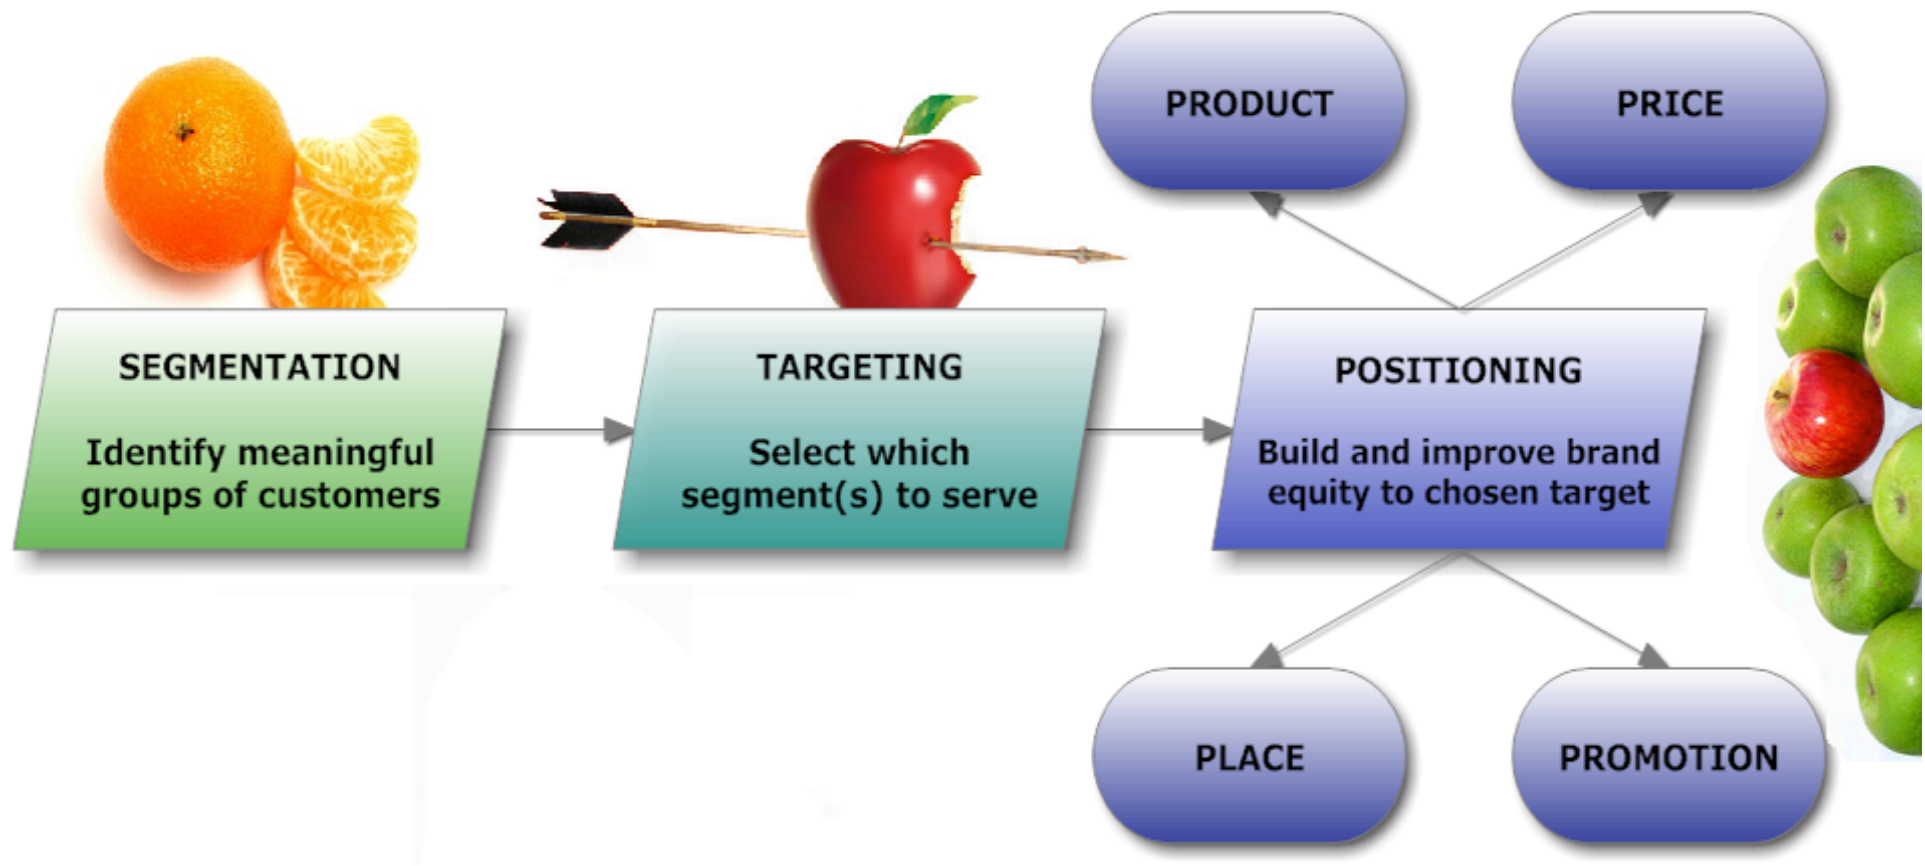 PRODUCT
PRICE
SEGMENTATION
Identify meaningful
groups of customers
TARGETING
Select which
segment(s) to serve
POSITIONING
Build and improve brand
equity to chosen target
PLACE
PROMOTION